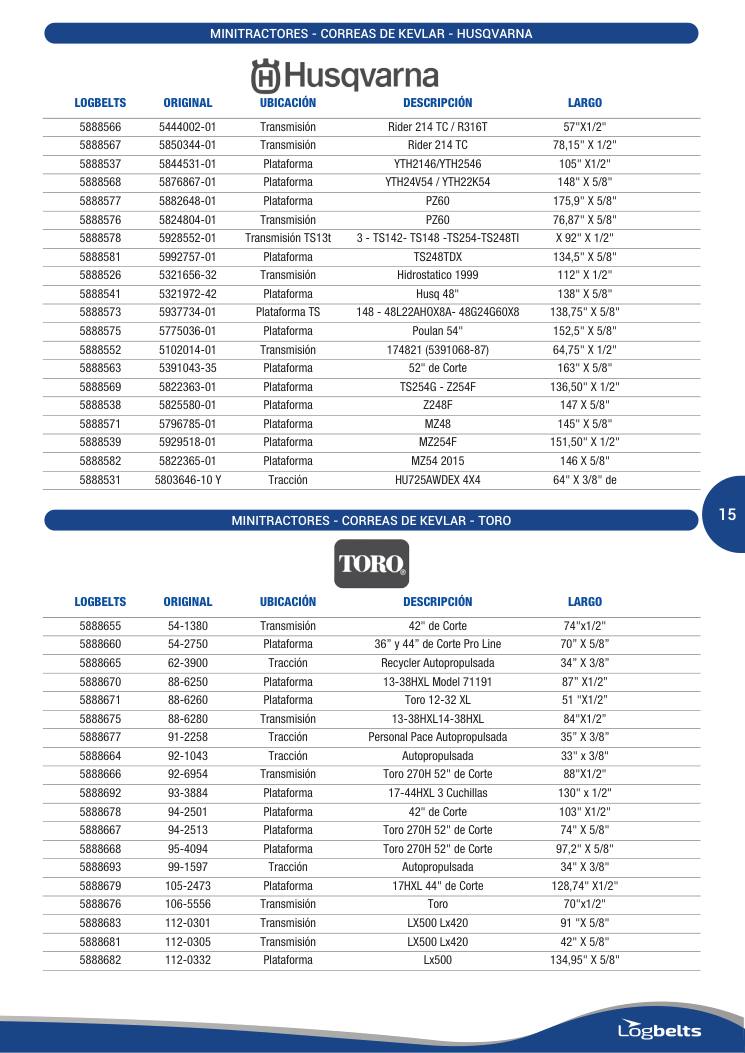 MINITRACTORES - CORREAS DE KEVLAR - HUSQVARNA
Husqvarna
LOGBELTS ORIGINAL UBICACIÓN DESCRIPCIÓN LARGO
5888566 5444002-01 Transmisión Rider 214 TC / R316T 57"X1/2"
5888567 5850344-01 Transmisión Rider 214 TC 78,15" X 1/2"
5888537 5844531-01 Plataforma YTH2146/YTH2546 105" X1/2"
5888568 5876867-01 Plataforma YTH24V54 / YTH22K54 148" X 5/8"
5888577 5882648-01 Plataforma PZ60 175,9" X 5/8"
5888576 5824804-01 Transmisión PZ60 76,87" X 5/8"
5888578 5928552-01 Transmisión TS13t 3 - TS142- TS148 -TS254-TS248TI X 92" X 1/2"
5888581 5992757-01 Plataforma TS248TDX 134,5" X 5/8"
5888526 5321656-32 Transmisión Hidrostatico 1999 112" X 1/2"
5888541 5321972-42 Plataforma Husq 48" 138" X 5/8"
5888573 5937734-01 Plataforma TS 148 - 48L22AHOX8A- 48G24G60X8 138,75" X 5/8"
5888575 5775036-01 Plataforma Poulan 54" 152,5" X 5/8"
5888552 5102014-01 Transmisión 174821 (5391068-87) 64,75" X 1/2"
5888563 5391043-35 Plataforma 52" de Corte 163" X 5/8"
5888569 5822363-01 Plataforma TS254G - Z254F 136,50" X 1/2"
5888538 5825580-01 Plataforma Z248F 147 X 5/8"
5888571 5796785-01 Plataforma MZ48 145" X 5/8"
5888539 5929518-01 Plataforma MZ254F 151,50" X 1/2"
5888582 5822365-01 Plataforma MZ54 2015 146 X 5/8"
5888531 5803646-10 Y Tracción HU725AWDEX 4X4 64" X 3/8" de
15
MINITRACTORES - CORREAS DE KEVLAR - TORO
TORO®
LOGBELTS ORIGINAL UBICACIÓN DESCRIPCIÓN LARGO
5888655 54-1380 Transmisión 42" de Corte 74"x1/2"
5888660 54-2750 Plataforma 36” y 44” de Corte Pro Line 70” X 5/8”
5888665 62-3900 Tracción Recycler Autopropulsada 34” X 3/8”
5888670 88-6250 Plataforma 13-38HXL Model 71191 87” X1/2”
5888671 88-6260 Plataforma Toro 12-32 XL 51 "X1/2”
5888675 88-6280 Transmisión 13-38HXL14-38HXL 84”X1/2”
5888677 91-2258 Tracción Personal Pace Autopropulsada 35” X 3/8”
5888664 92-1043 Tracción Autopropulsada 33" x 3/8"
5888666 92-6954 Transmisión Toro 270H 52" de Corte 88"X1/2"
5888692 93-3884 Plataforma 17-44HXL 3 Cuchillas 130" x 1/2"
5888678 94-2501 Plataforma 42" de Corte 103" X1/2"
5888667 94-2513 Plataforma Toro 270H 52" de Corte 74" X 5/8"
5888668 95-4094 Plataforma Toro 270H 52" de Corte 97,2" X 5/8"
5888693 99-1597 Tracción Autopropulsada 34" X 3/8"
5888679 105-2473 Plataforma 17HXL 44" de Corte 128,74" X1/2"
5888676 106-5556 Transmisión Toro 70"x1/2"
5888683 112-0301 Transmisión LX500 Lx420 91 "X 5/8"
5888681 112-0305 Transmisión LX500 Lx420 42" X 5/8"
5888682 112-0332 Plataforma Lx500 134,95" X 5/8"
Logbelts